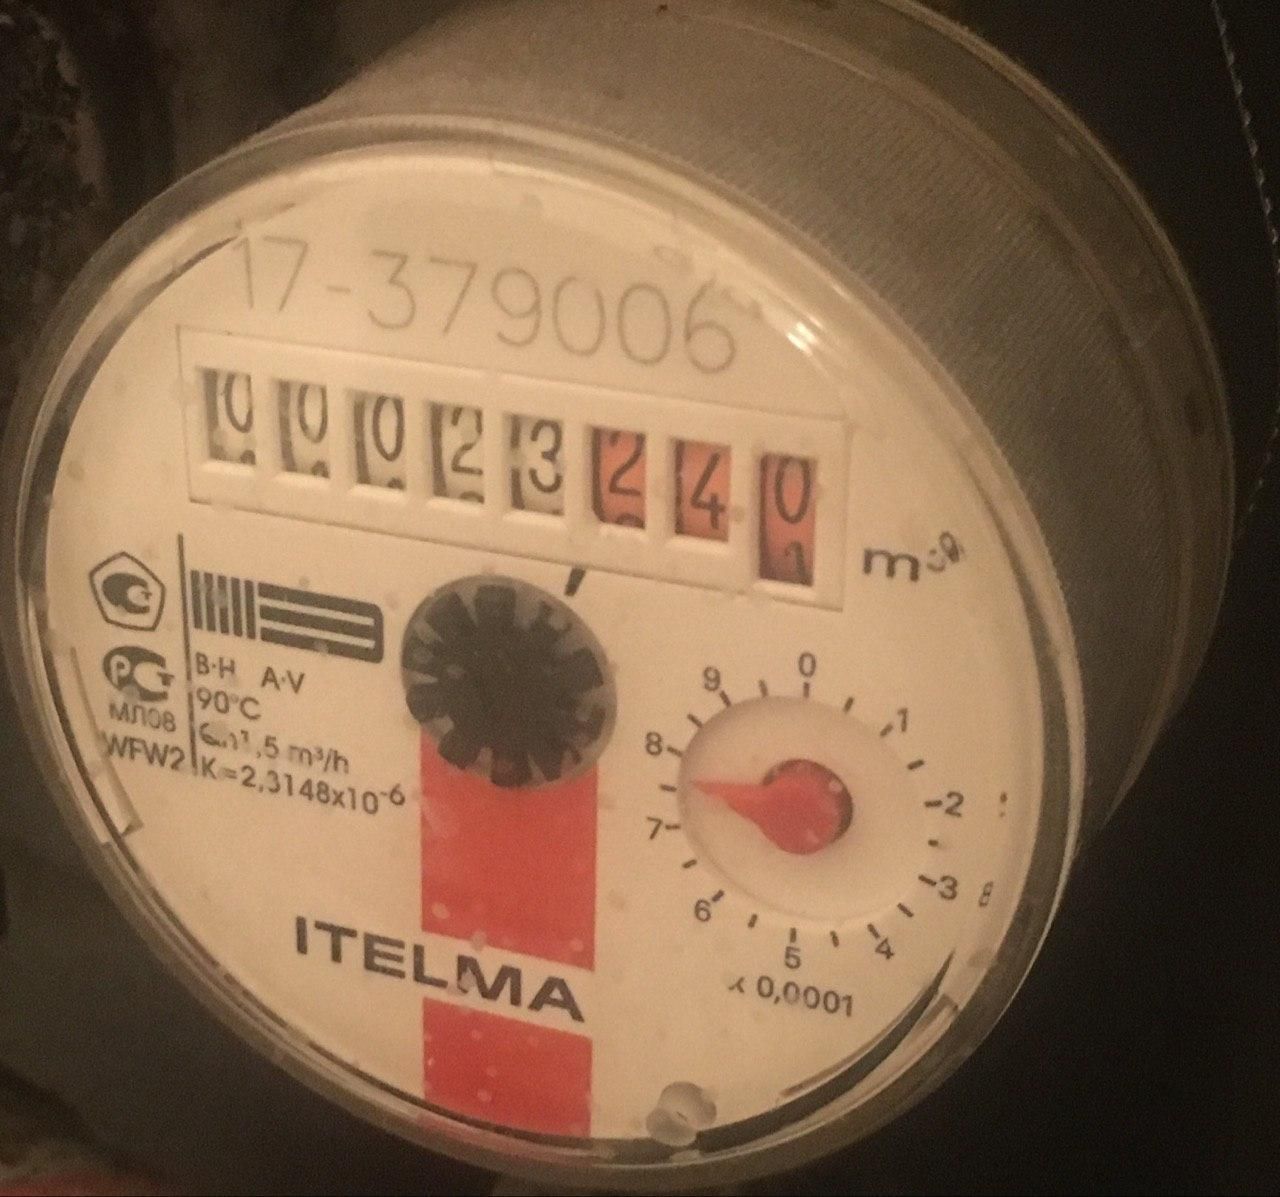 17-379006
00023240 m³
B-H A-V
90°C
1,5 m³/h
K=2,3148x10-6
PCT
МЛ08
WFW2
0
1
2
3
4
5
6
7
8
9
x 0,0001
ITELMA